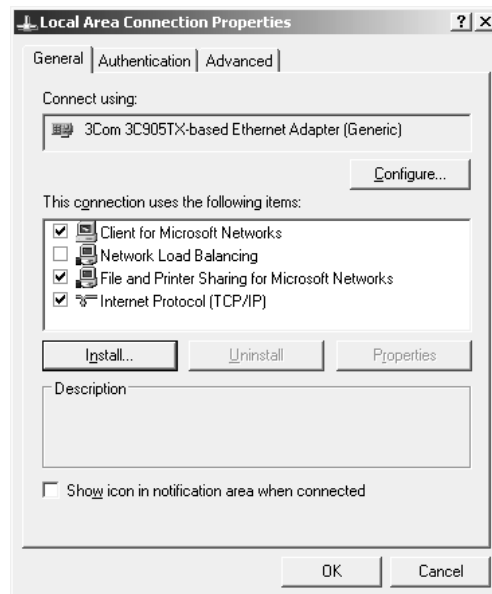 Local Area Connection Properties
? X
General Authentication Advanced
Connect using:
3Com 3C905TX-based Ethernet Adapter (Generic)
Configure...
This connection uses the following items:
Client for Microsoft Networks
Network Load Balancing
File and Printer Sharing for Microsoft Networks
Internet Protocol (TCP/IP)
Install... Uninstall Properties
Description
Show icon in notification area when connected
OK Cancel